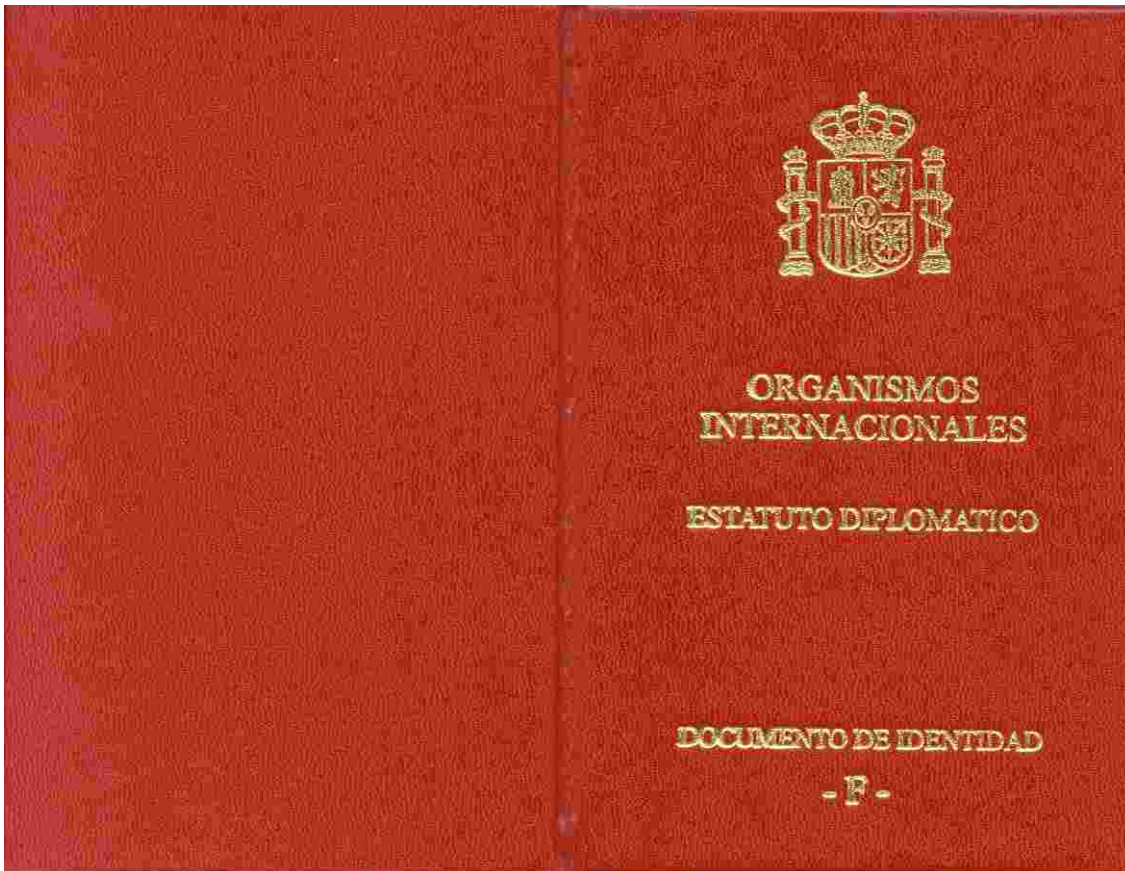 ORGANISMOS
INTERNACIONALES
ESTATUTO DIPLOMATICO
DOCUMENTO DE IDENTIDAD
- F -